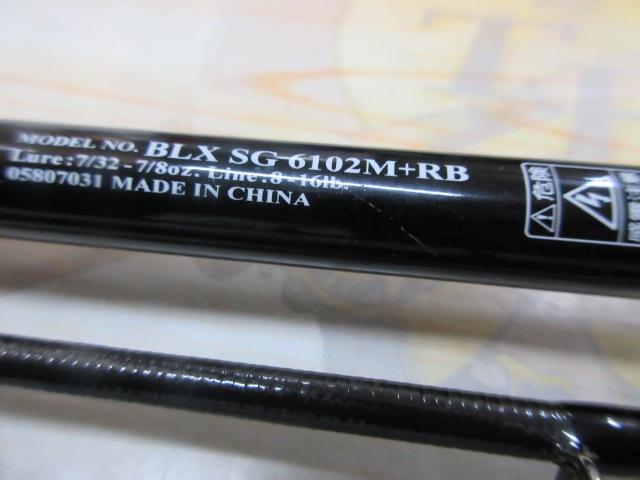 MODEL NO. BLX SG 6102M+RB
Lure:7/32-7/8oz. Line:8-16lb.
05807031 MADE IN CHINA
危険